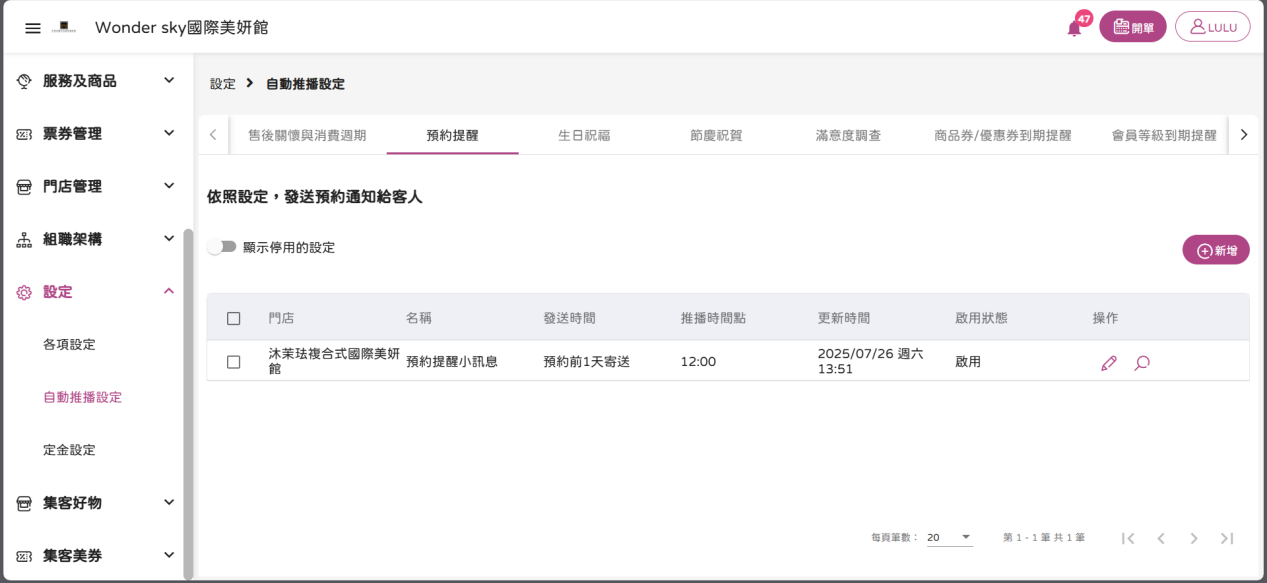 Wonder sky國際美妍館
47
開單
LULU
服務及商品
票券管理
門店管理
組職架構
設定
各項設定
自動推播設定
定金設定
集客好物
集客美券
設定 > 自動推播設定
售後關懷與消費週期 預約提醒 生日祝福 節慶祝賀 滿意度調查 商品券/優惠券到期提醒 會員等級到期提醒
依照設定，發送預約通知給客人
顯示停用的設定
新增
門店 名稱 發送時間 推播時間點 更新時間 啟用狀態 操作
沐茉琺複合式國際美妍館 預約提醒小訊息 預約前1天寄送 12:00 2025/07/26 週六 13:51 啟用
每頁筆數： 20 第 1 - 1 筆 共 1 筆